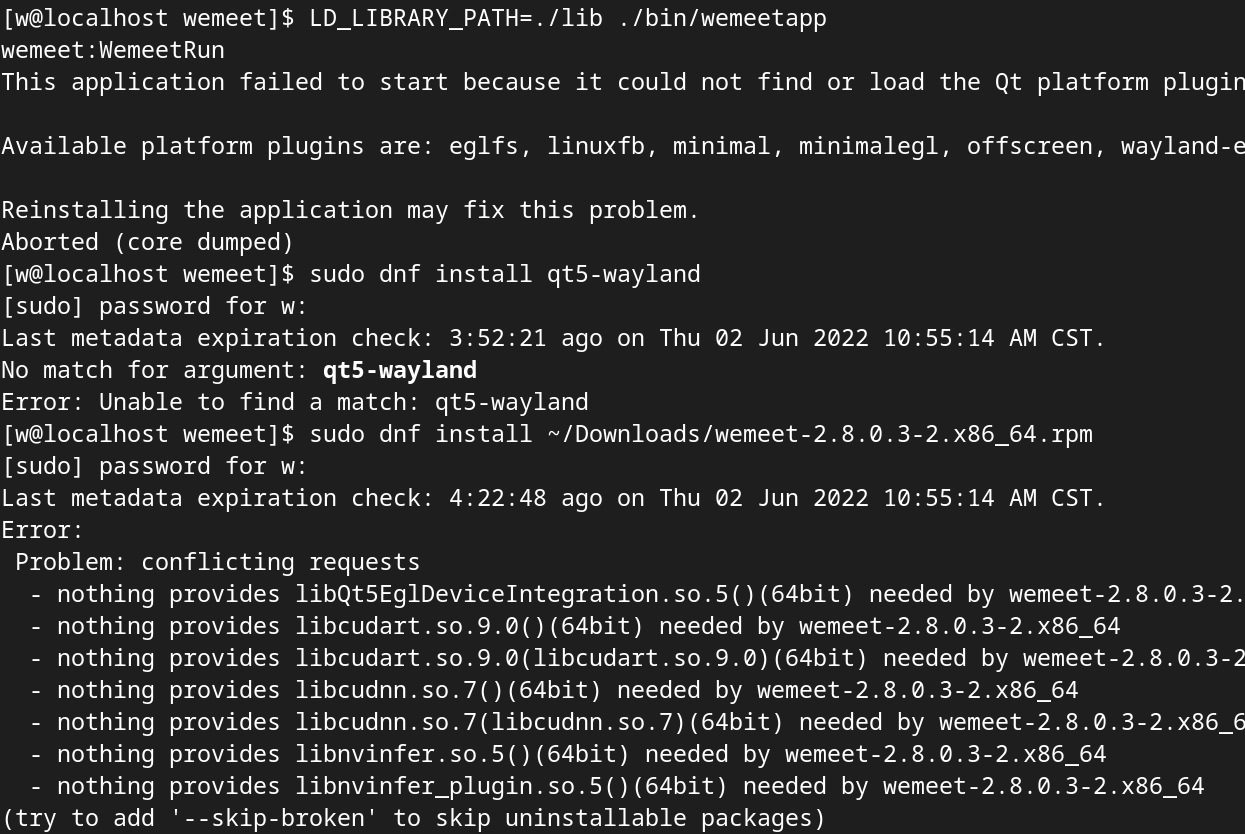 [w@localhost wemeet]$ LD_LIBRARY_PATH=./lib ./bin/wemeetapp
wemeet:WemeetRun
This application failed to start because it could not find or load the Qt platform plugin
Available platform plugins are: eglfs, linuxfb, minimal, minimalegl, offscreen, wayland-e
Reinstalling the application may fix this problem.
Aborted (core dumped)
[w@localhost wemeet]$ sudo dnf install qt5-wayland
[sudo] password for w:
Last metadata expiration check: 3:52:21 ago on Thu 02 Jun 2022 10:55:14 AM CST.
No match for argument: qt5-wayland
Error: Unable to find a match: qt5-wayland
[w@localhost wemeet]$ sudo dnf install ~/Downloads/wemeet-2.8.0.3-2.x86_64.rpm
[sudo] password for w:
Last metadata expiration check: 4:22:48 ago on Thu 02 Jun 2022 10:55:14 AM CST.
Error:
 Problem: conflicting requests
  - nothing provides libQt5EglDeviceIntegration.so.5()(64bit) needed by wemeet-2.8.0.3-2.
  - nothing provides libcudart.so.9.0()(64bit) needed by wemeet-2.8.0.3-2.x86_64
  - nothing provides libcudart.so.9.0(libcudart.so.9.0)(64bit) needed by wemeet-2.8.0.3-2
  - nothing provides libcudnn.so.7()(64bit) needed by wemeet-2.8.0.3-2.x86_64
  - nothing provides libcudnn.so.7(libcudnn.so.7)(64bit) needed by wemeet-2.8.0.3-2.x86_6
  - nothing provides libnvinfer.so.5()(64bit) needed by wemeet-2.8.0.3-2.x86_64
  - nothing provides libnvinfer_plugin.so.5()(64bit) needed by wemeet-2.8.0.3-2.x86_64
(try to add '--skip-broken' to skip uninstallable packages)